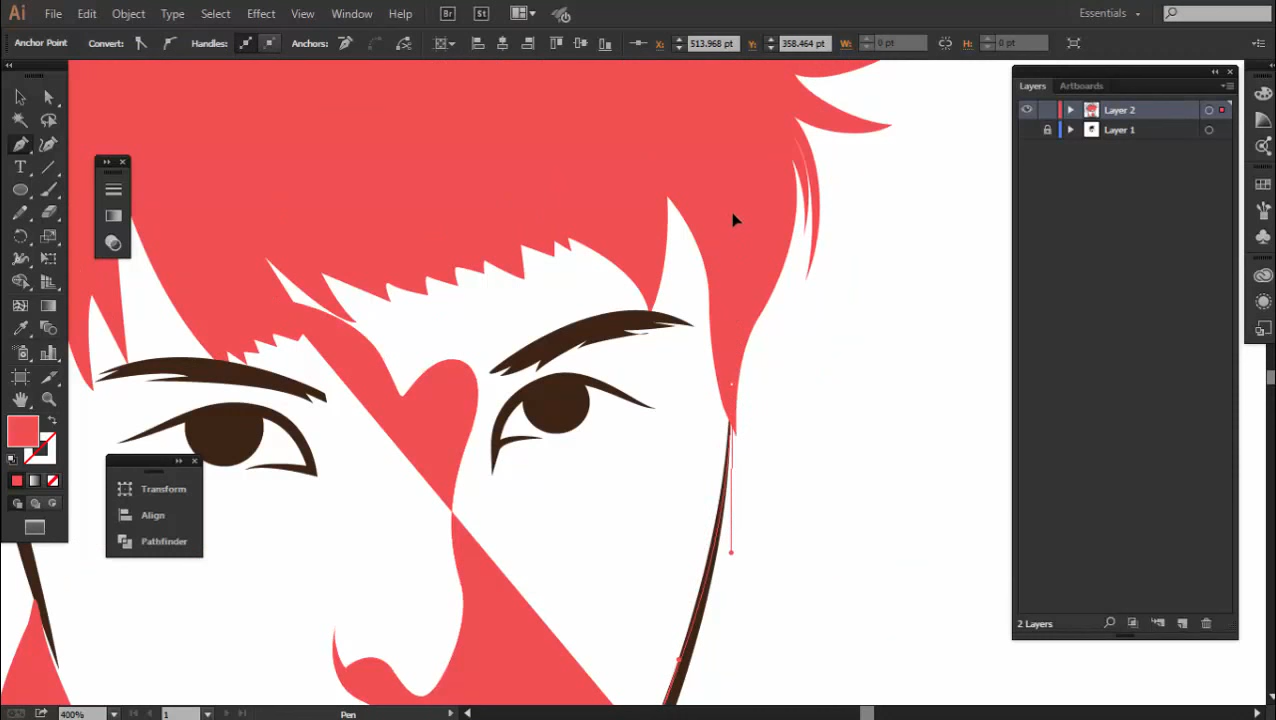 Ai File Edit Object Type Select Effect View Window Help Br St Essentials
Anchor Point Convert: Handles: Anchors: X: 513.968 pt Y: 358.464 pt W: 0 pt H: 0 pt
Layers Artboards
Layer 2
Layer 1
Transform
Align
Pathfinder
2 Layers
400% 1 Pen